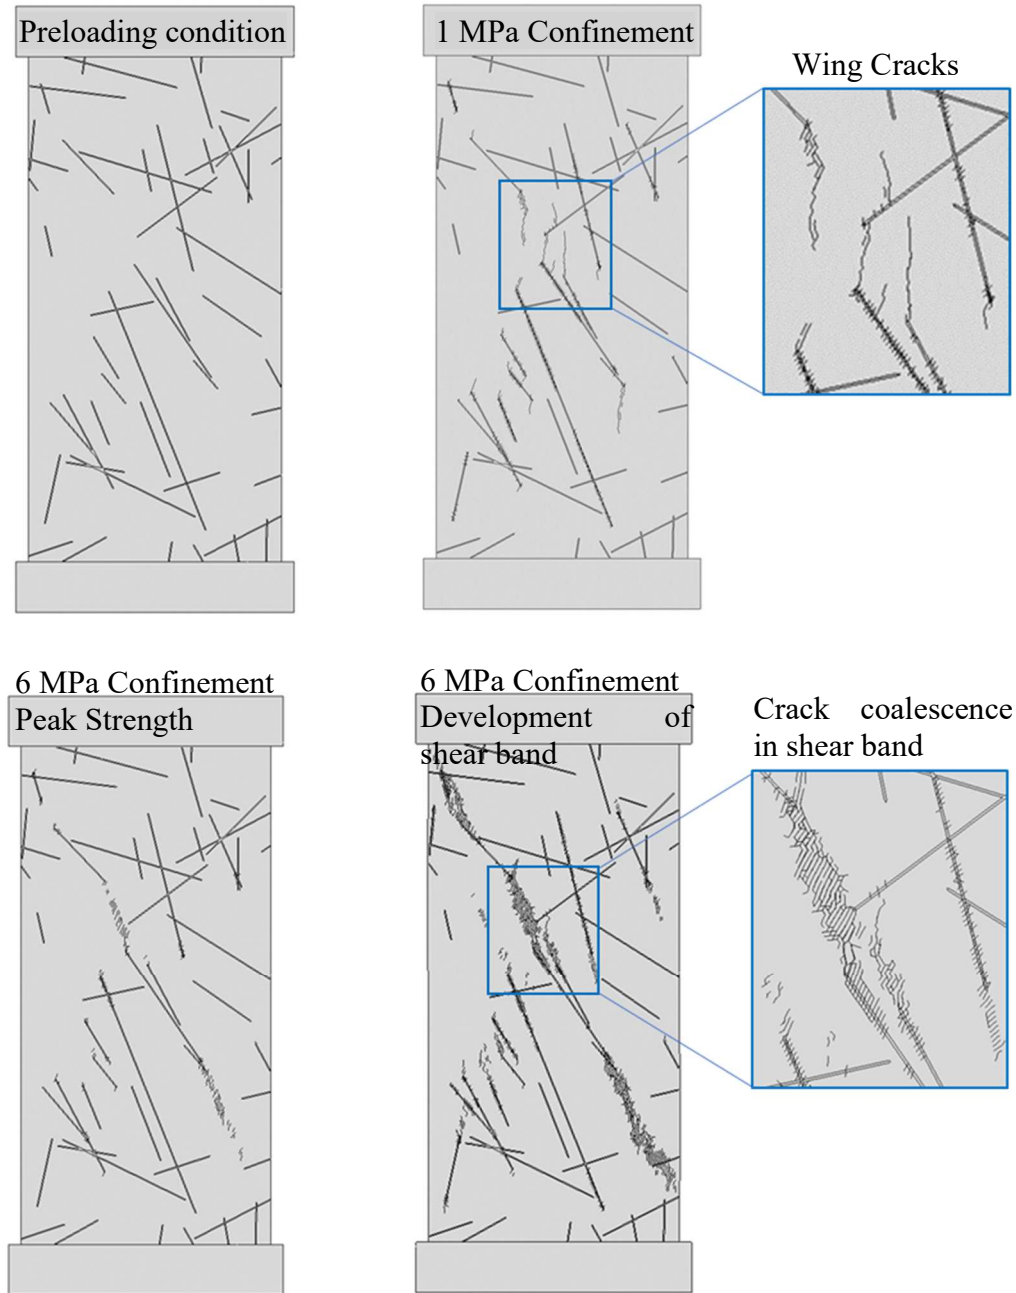 Preloading condition
1 MPa Confinement
Wing Cracks
6 MPa Confinement
Peak Strength
6 MPa Confinement
Development of
shear band
Crack coalescence
in shear band